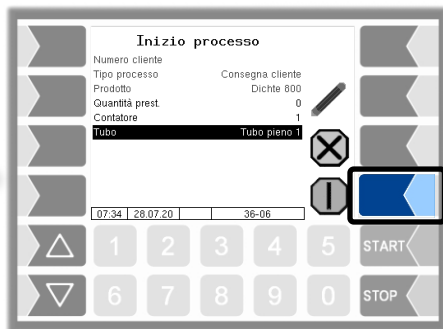 Inizio processo
Numero cliente
Tipo processo Consegna cliente
Prodotto Dichte 800
Quantità prest. 0
Contatore 1
Tubo Tubo pieno 1
07:34 28.07.20 36-06
1 2 3 4 5 START
6 7 8 9 0 STOP